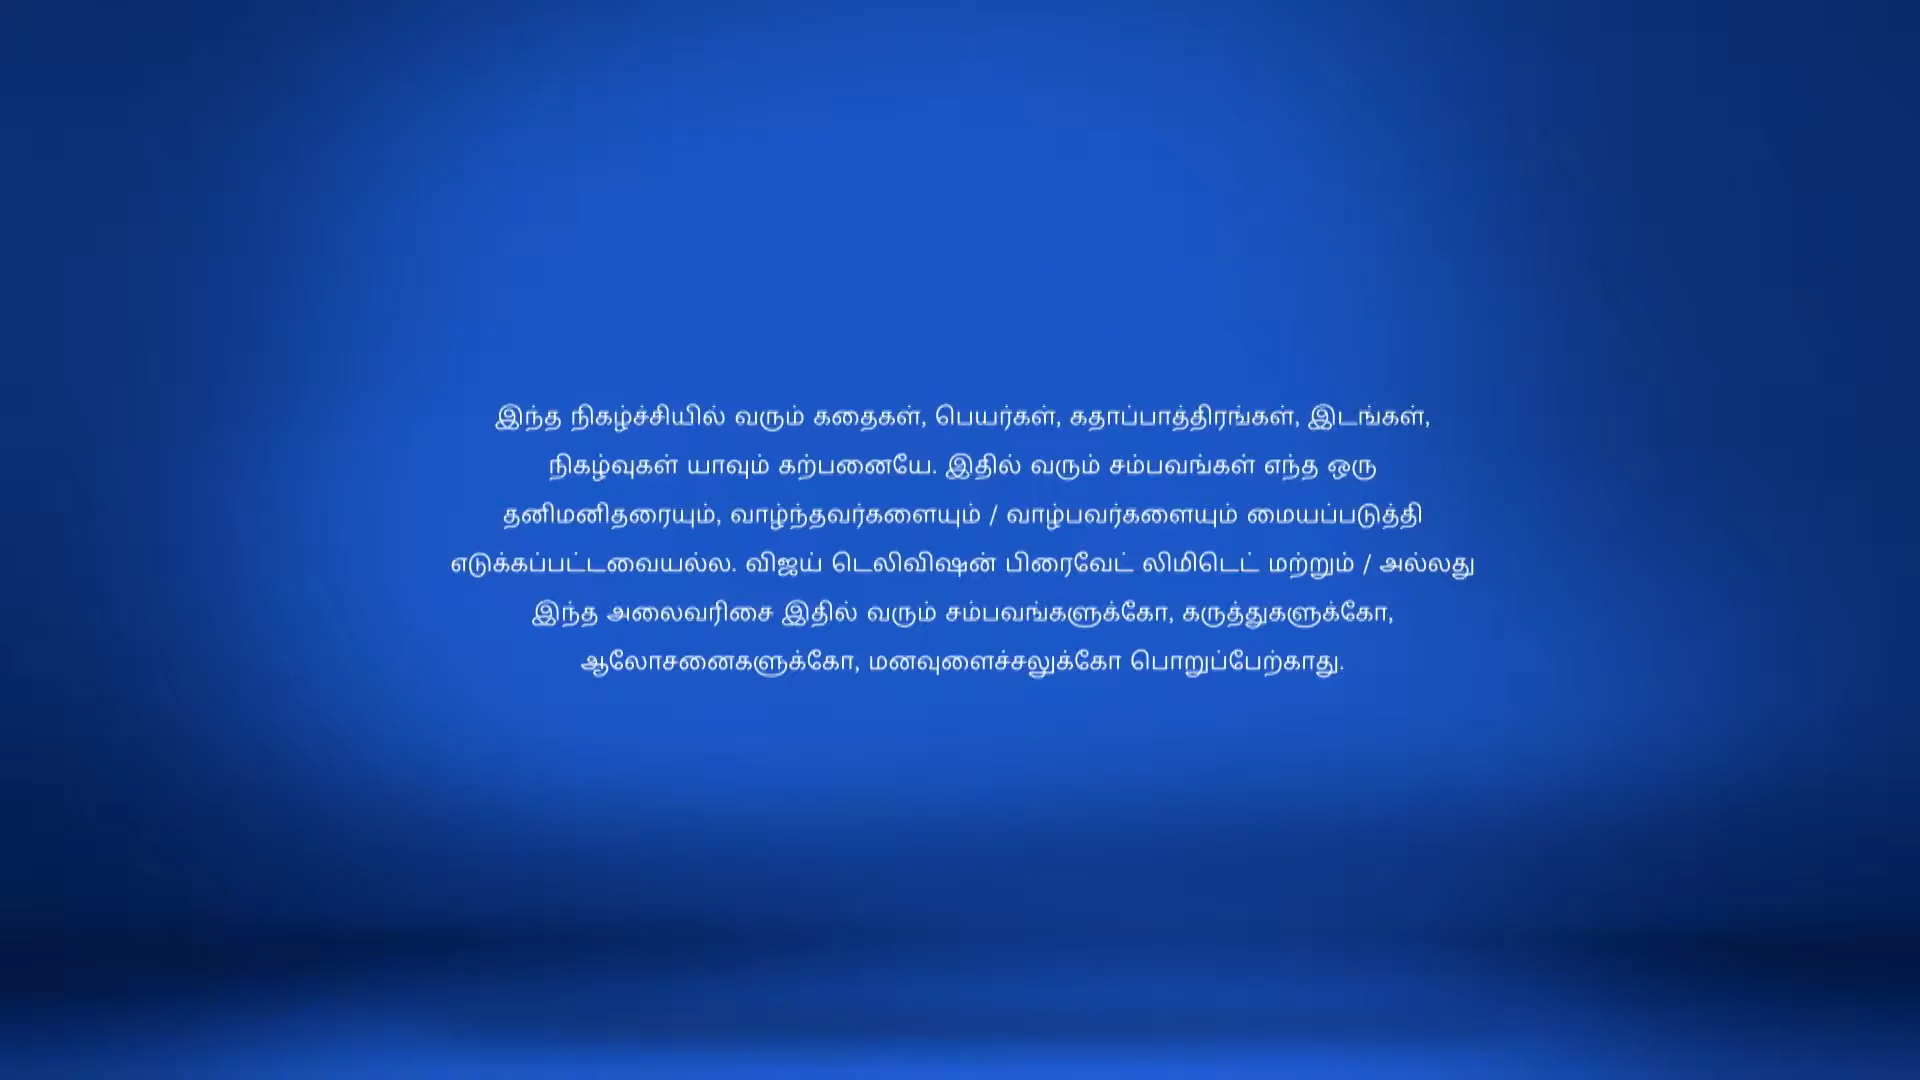 இந்த நிகழ்ச்சியில் வரும் கதைகள், பெயர்கள், கதாப்பாத்திரங்கள், இடங்கள்,
நிகழ்வுகள் யாவும் கற்பனையே. இதில் வரும் சம்பவங்கள் எந்த ஒரு
தனிமனிதரையும், வாழ்ந்தவர்களையும் / வாழ்பவர்களையும் மையப்படுத்தி
எடுக்கப்பட்டவையல்ல. விஜய் டெலிவிஷன் பிரைவேட் லிமிடெட் மற்றும் / அல்லது
இந்த அலைவரிசை இதில் வரும் சம்பவங்களுக்கோ, கருத்துகளுக்கோ,
ஆலோசனைகளுக்கோ, மனவுளைச்சலுக்கோ பொறுப்பேற்காது.